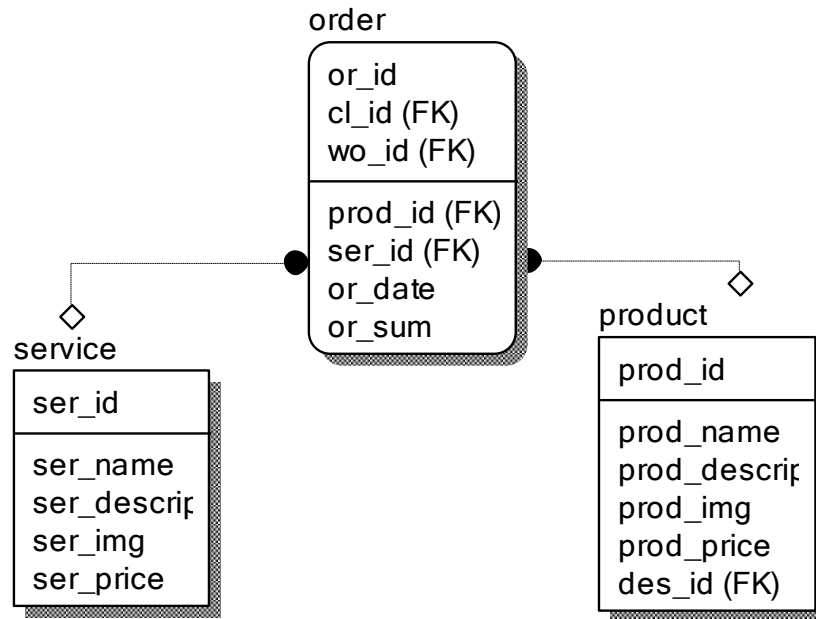 order
or_id
cl_id (FK)
wo_id (FK)
prod_id (FK)
ser_id (FK)
or_date
or_sum
service
ser_id
ser_name
ser_descrip
ser_img
ser_price
product
prod_id
prod_name
prod_descrip
prod_img
prod_price
des_id (FK)